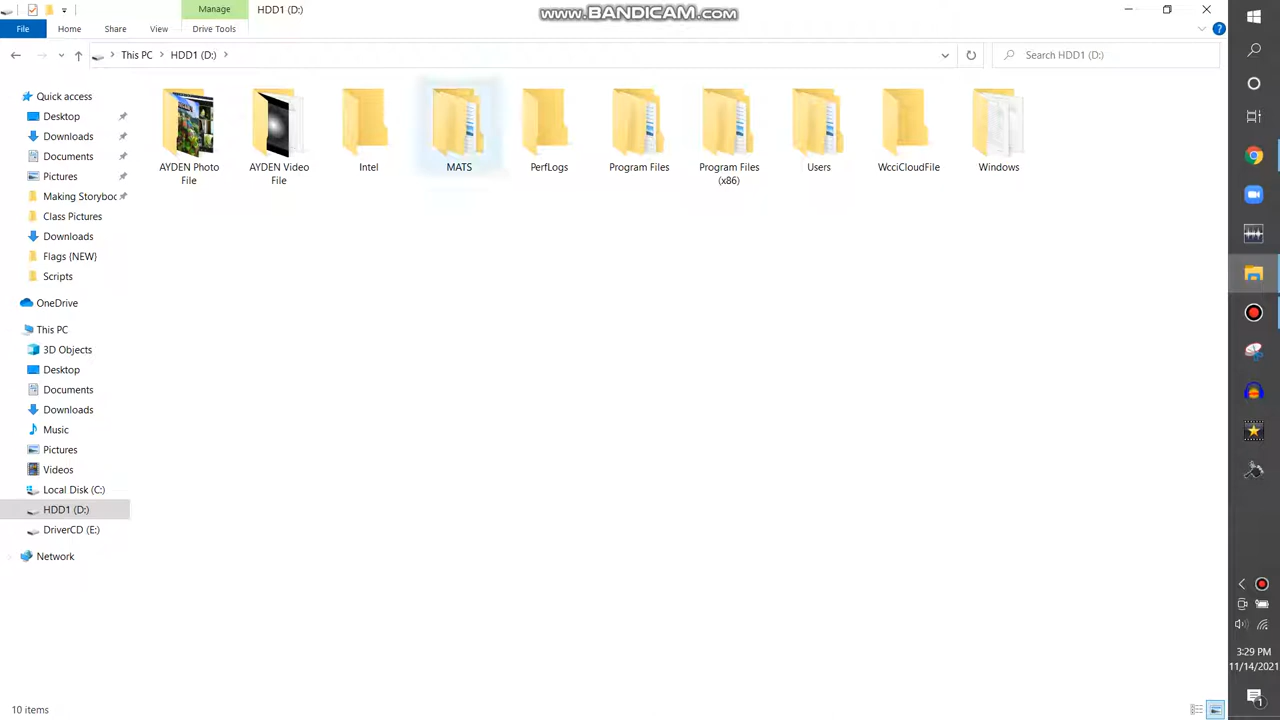 Manage
HDD1 (D:)
www.BANDICAM.com
File
Home
Share
View
Drive Tools
This PC
HDD1 (D:)
Search HDD1 (D:)
Quick access
Desktop
Downloads
Documents
Pictures
Making Storyboo
Class Pictures
Downloads
Flags {NEW}
Scripts
OneDrive
This PC
3D Objects
Desktop
Documents
Downloads
Music
Pictures
Videos
Local Disk (C:)
HDD1 (D:)
DriverCD (E:)
Network
AYDEN Photo
File
AYDEN Video
File
Intel
MATS
PerfLogs
Program Files
Program Files
(x86)
Users
WcciCloudFile
Windows
3:29 PM
11/14/2021
1
10 items